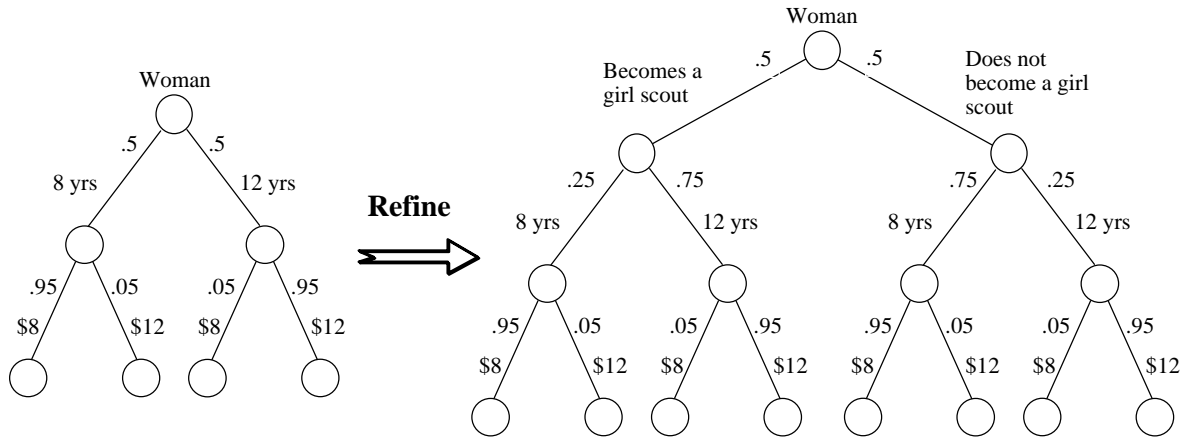 Woman
.5 .5
8 yrs 12 yrs
.95 .05 .05 .95
$8 $12 $8 $12
Refine
Woman
.5 .5
Becomes a
girl scout
Does not
become a girl
scout
.25 .75 .75 .25
8 yrs 12 yrs 8 yrs 12 yrs
.95 .05 .05 .95 .95 .05 .05 .95
$8 $12 $8 $12 $8 $12 $8 $12